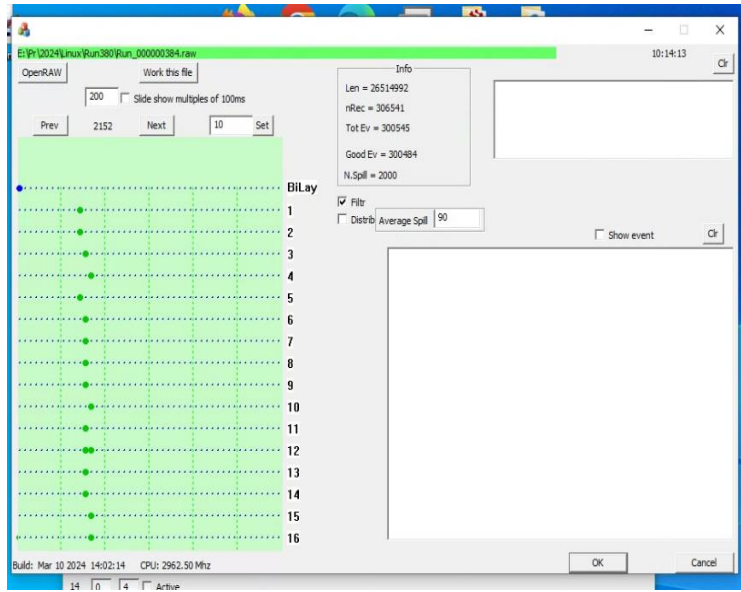 E:\Pr\2024\Linux\Run380\Run_000000384.raw
10:14:13
OpenRAW
Work this file
Clr
200
Slide show multiples of 100ms
Prev
2152
Next
10
Set
Info
Len = 26514992
nRec = 306541
Tot Ev = 300545
Good Ev = 300484
N.Spill = 2000
Filtr
Distrib
Average Spill
90
Show event
Clr
BiLay
1
2
3
4
5
6
7
8
9
10
11
12
13
14
15
16
OK
Cancel
Build: Mar 10 2024 14:02:14 CPU: 2962.50 Mhz
14 0 4 Active